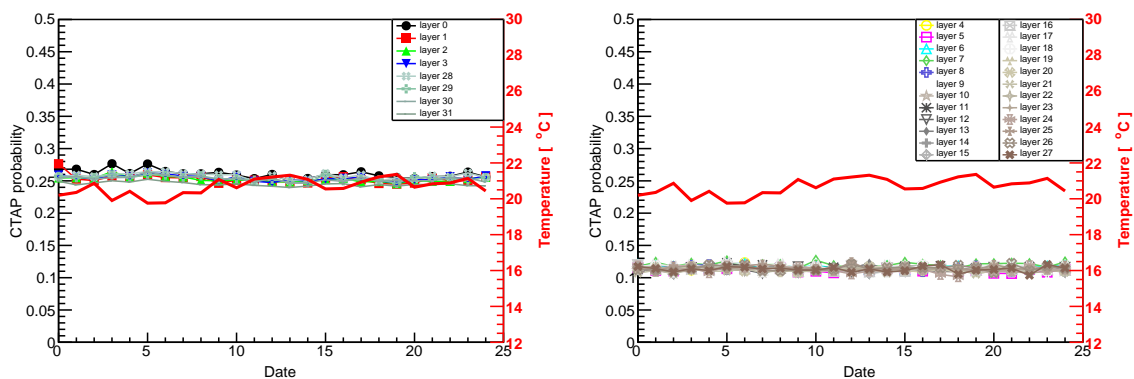 0.5
0.45
0.4
0.35
0.3
0.25
0.2
0.15
0.1
0.05
0
CTAP probability
layer 0
layer 1
layer 2
layer 3
layer 28
layer 29
layer 30
layer 31
30
28
26
24
22
20
18
16
14
12
Temperature [ °C]
0 5 10 15 20 25
Date
0.5
0.45
0.4
0.35
0.3
0.25
0.2
0.15
0.1
0.05
0
CTAP probability
layer 4 layer 16
layer 5 layer 17
layer 6 layer 18
layer 7 layer 19
layer 8 layer 20
layer 9 layer 21
layer 10 layer 22
layer 11 layer 23
layer 12 layer 24
layer 13 layer 25
layer 14 layer 26
layer 15 layer 27
30
28
26
24
22
20
18
16
14
12
Temperature [ °C]
0 5 10 15 20 25
Date